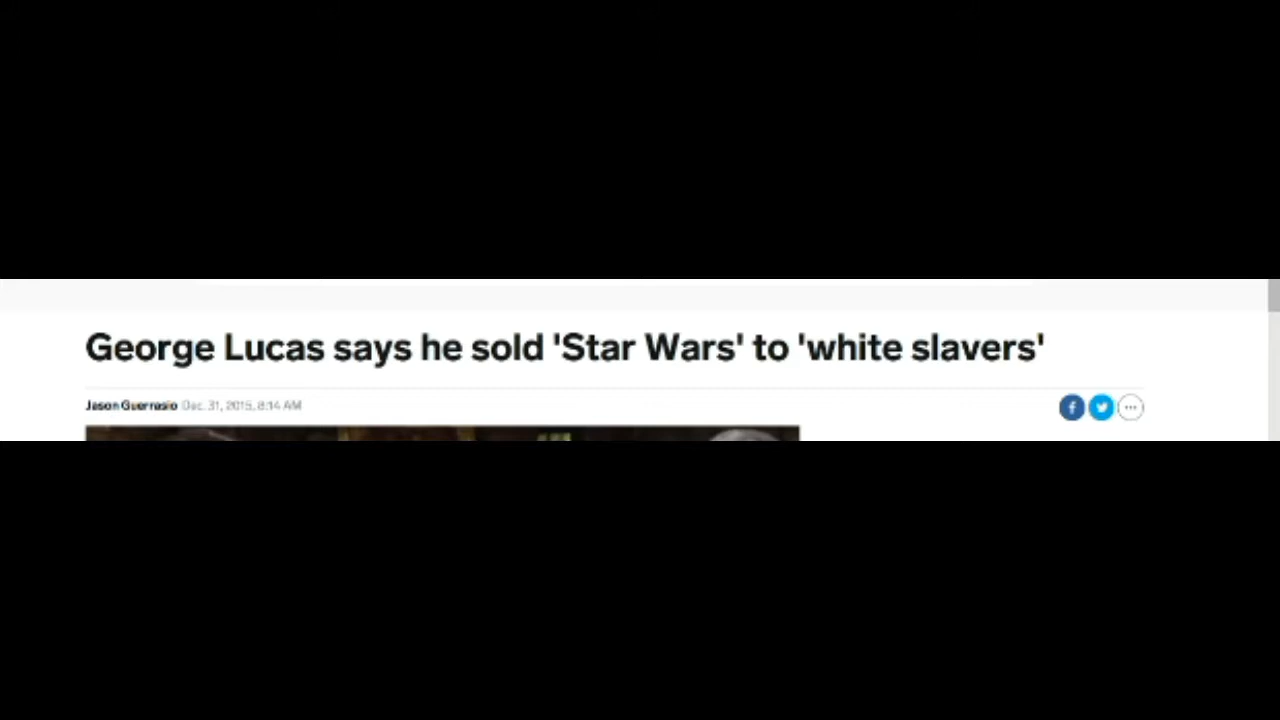 George Lucas says he sold 'Star Wars' to 'white slavers'
Jason Guerrasio Dec. 31, 2015, 8:14 AM